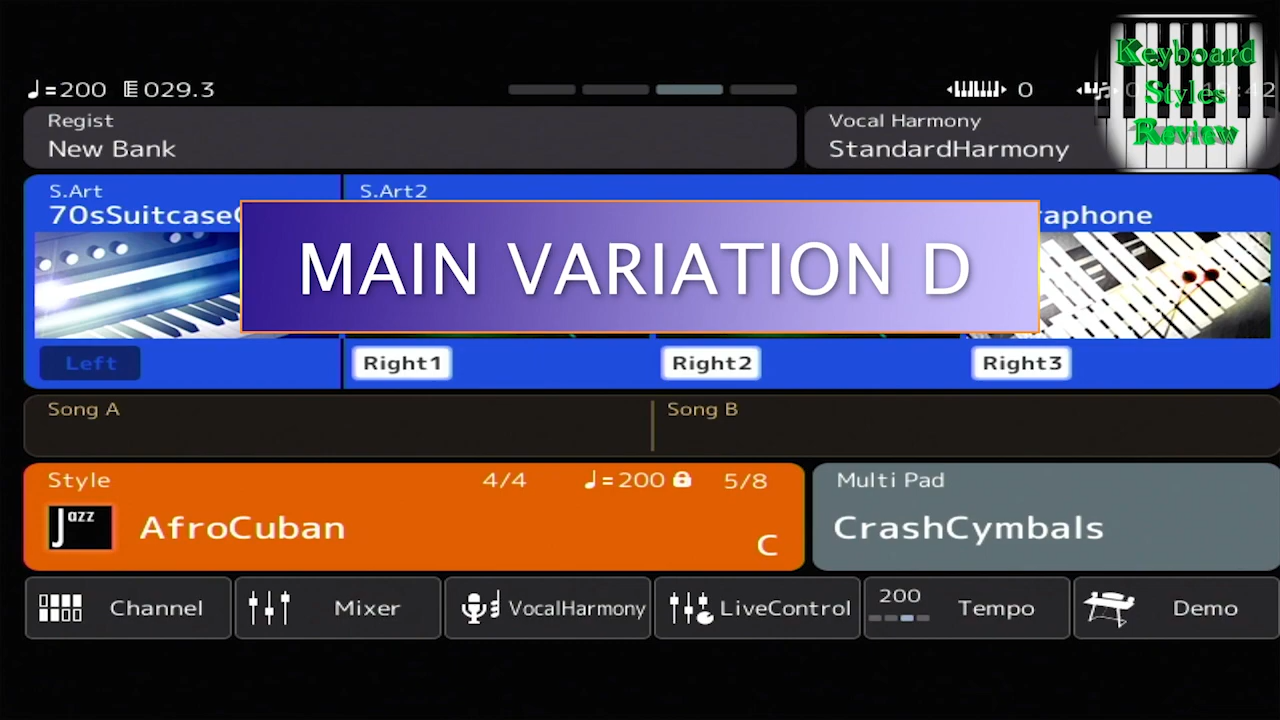 ♩=200 029.3
0
:42
Keyboard
Styles
Review
Regist
New Bank
Vocal Harmony
StandardHarmony
S.Art
70sSuitcase
S.Art2
raphone
MAIN VARIATION D
Left
Right1
Right2
Right3
Song A
Song B
Style
4/4 ♩=200 5/8
Jazz
AfroCuban
C
Multi Pad
CrashCymbals
Channel
Mixer
VocalHarmony
LiveControl
200
Tempo
Demo